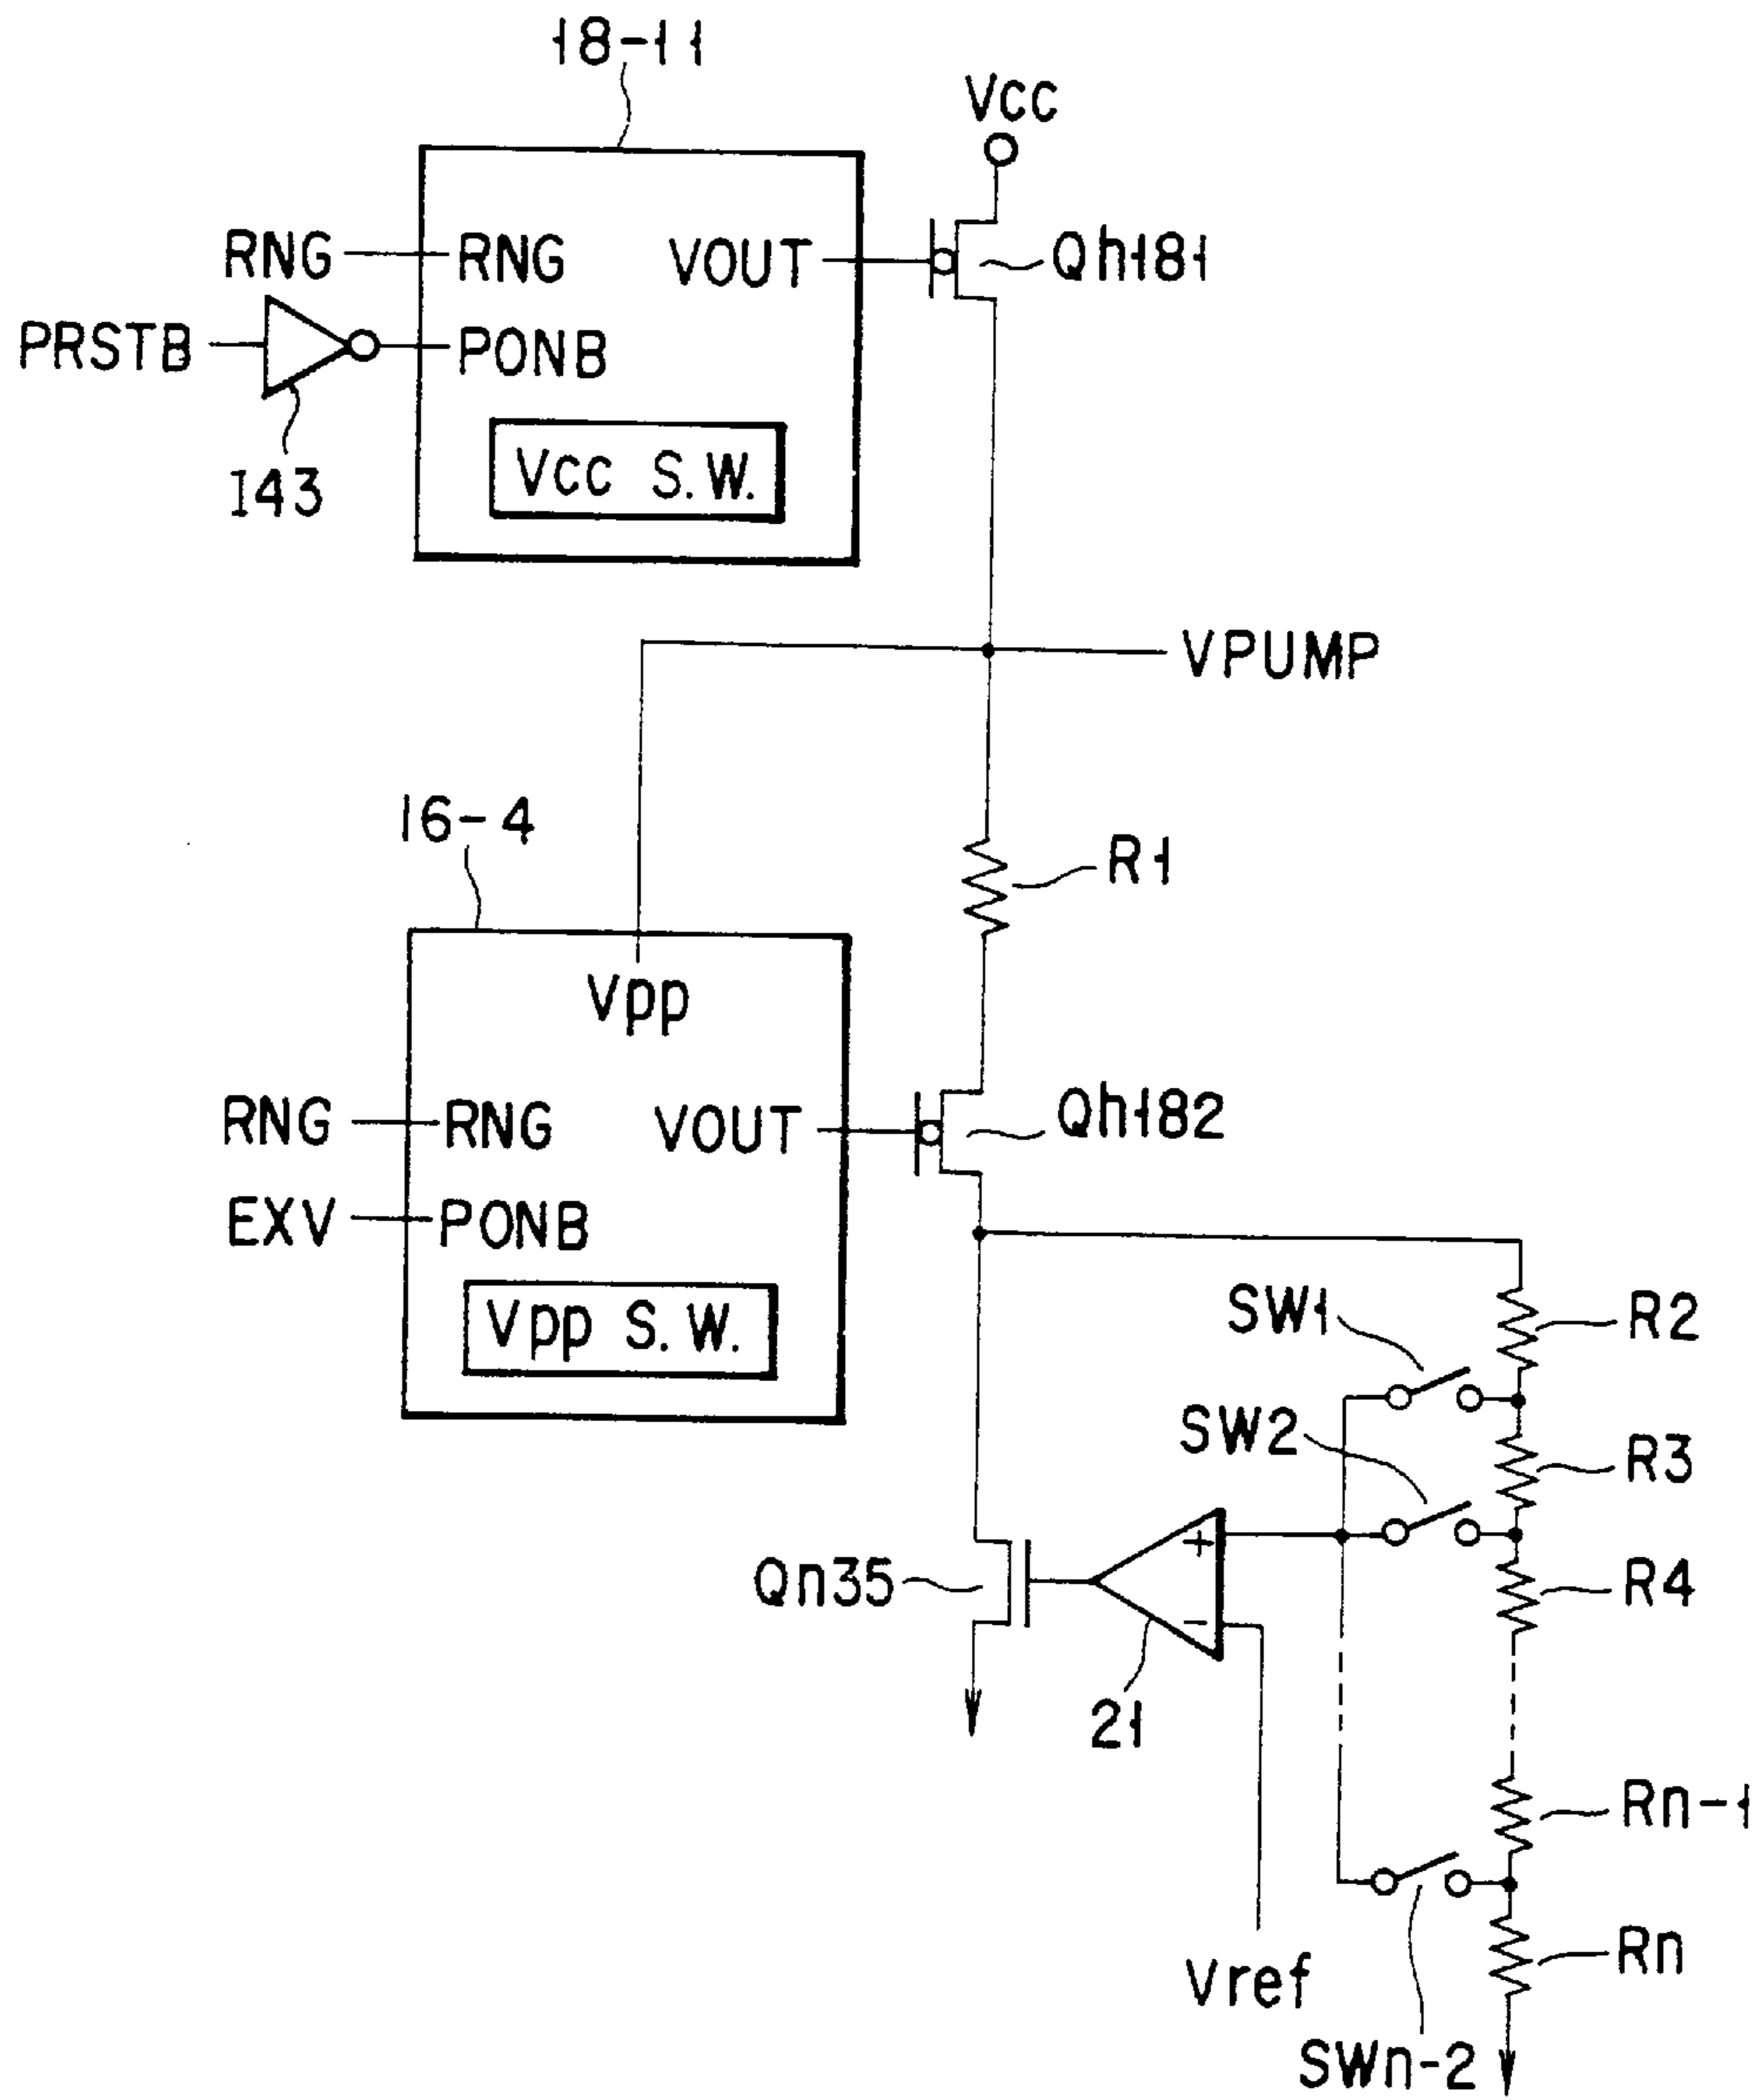 18-11
Vcc
RNG
RNG
VOUT
Qh181
PRSTB
PONB
I43
Vcc S.W.
VPUMP
16-4
R1
Vpp
RNG
RNG
VOUT
Qh182
EXV
PONB
Vpp S.W.
SW1
R2
SW2
R3
Qn35
+
−
R4
21
Rn-1
Vref
Rn
SWn-2